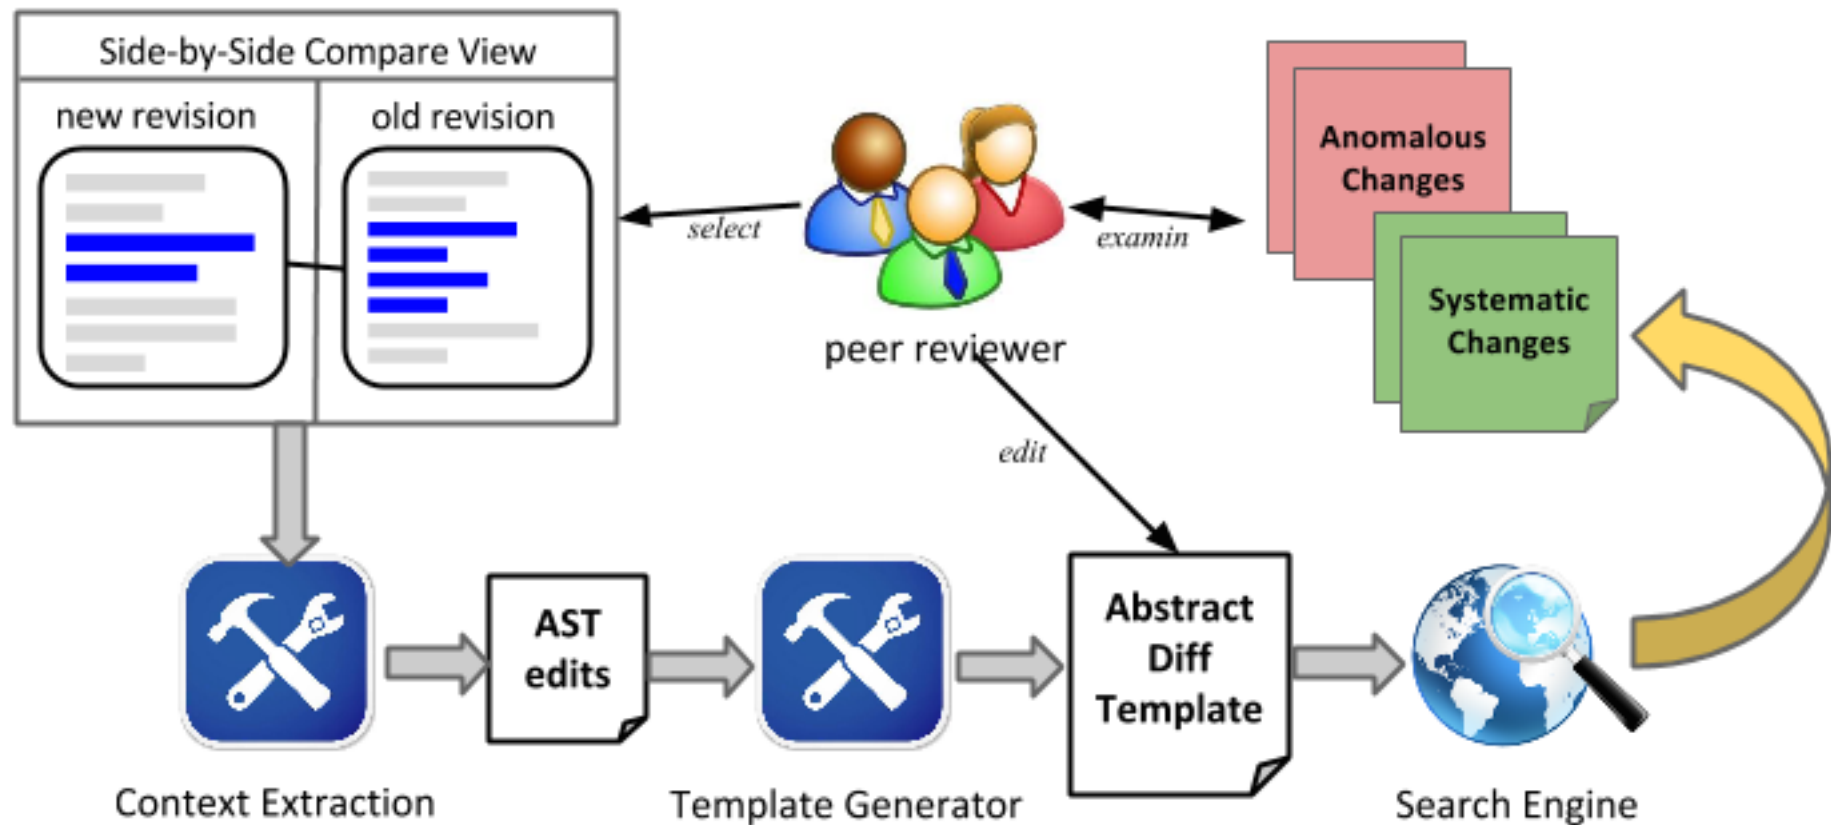 Side-by-Side Compare View
new revision
old revision
select
peer reviewer
examin
Anomalous
Changes
Systematic
Changes
edit
AST
edits
Abstract
Diff
Template
Context Extraction
Template Generator
Search Engine